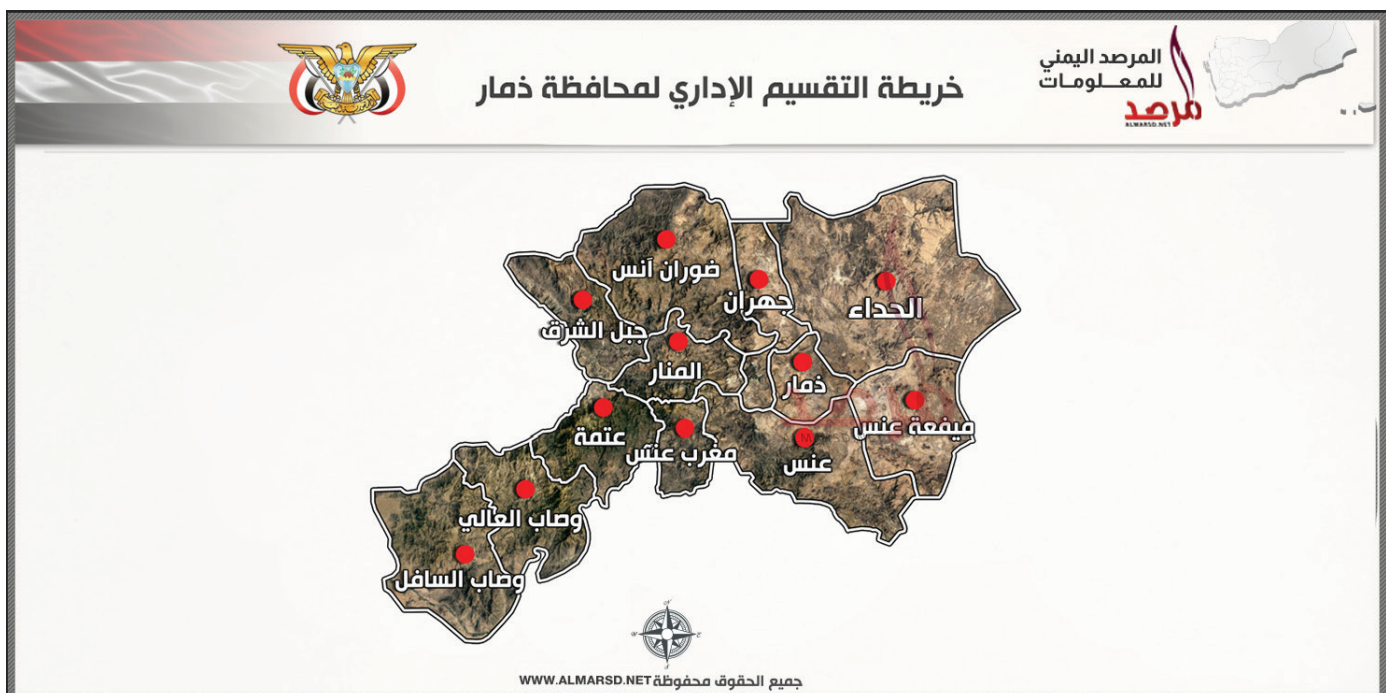 المرصد اليمني
للمعـــلومات
مرصد
ALMARSD.NET
خريطة التقسيم الإداري لمحافظة ذمار
ضوران آنس
جهران
الحداء
جبل الشرق
المنار
ذمار
ميفعة عنس
عتمة
مغرب عنس
عنس
وصاب العالي
وصاب السافل
N
W
E
S
جميع الحقوق محفوظة WWW.ALMARSD.NET